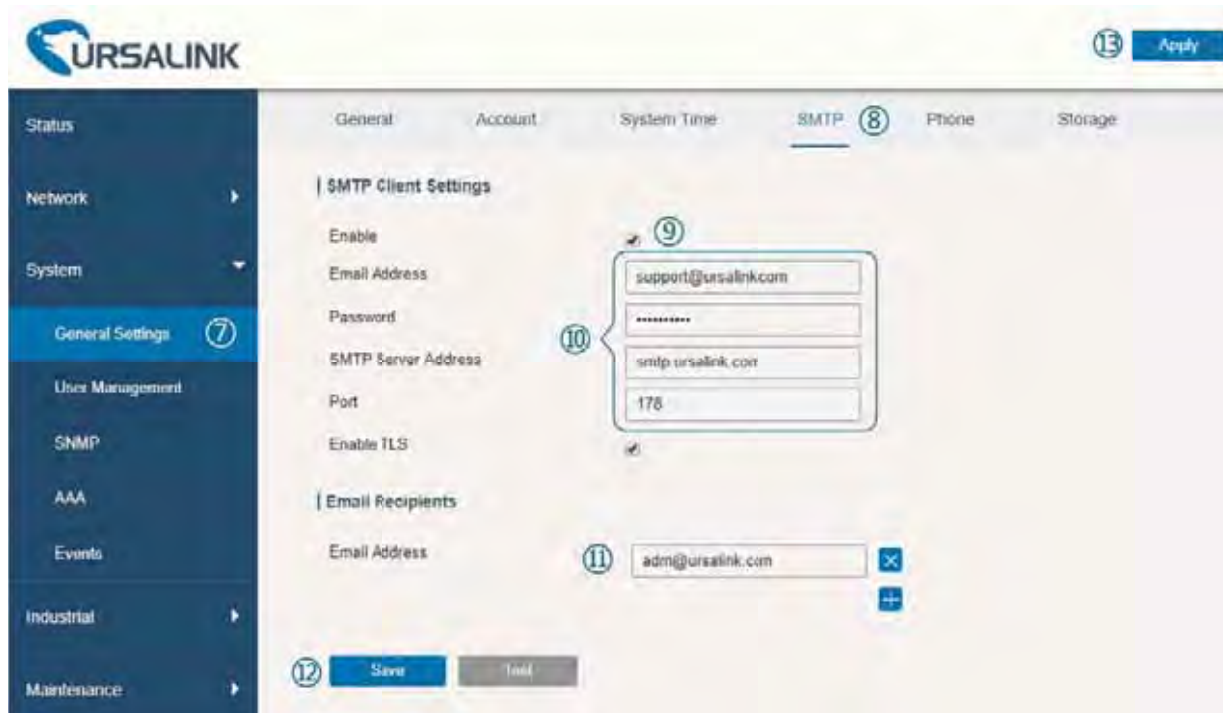 URSALINK
⑬ Apply
Status
General Account System Time SMTP ⑧ Phone Storage
SMTP Client Settings
Network
Enable ⑨
System
Email Address support@ursalinkcom
Password ••••••••••
General Settings ⑦
⑩
SMTP Server Address smtp.ursalink.com
User Management
Port 178
SNMP
Enable TLS
AAA
Email Recipients
Events
Email Address ⑪ adm@ursalink.com
Industrial
⑫ Save
Maintenance